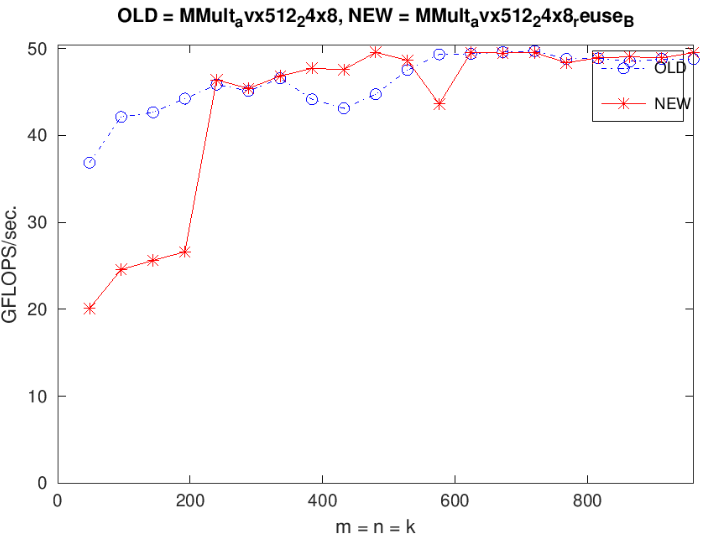 OLD = MMult_avx512_24x8, NEW = MMult_avx512_24x8_reuse_B
50
40
30
20
10
0
GFLOPS/sec.
OLD
NEW
0 200 400 600 800
m = n = k